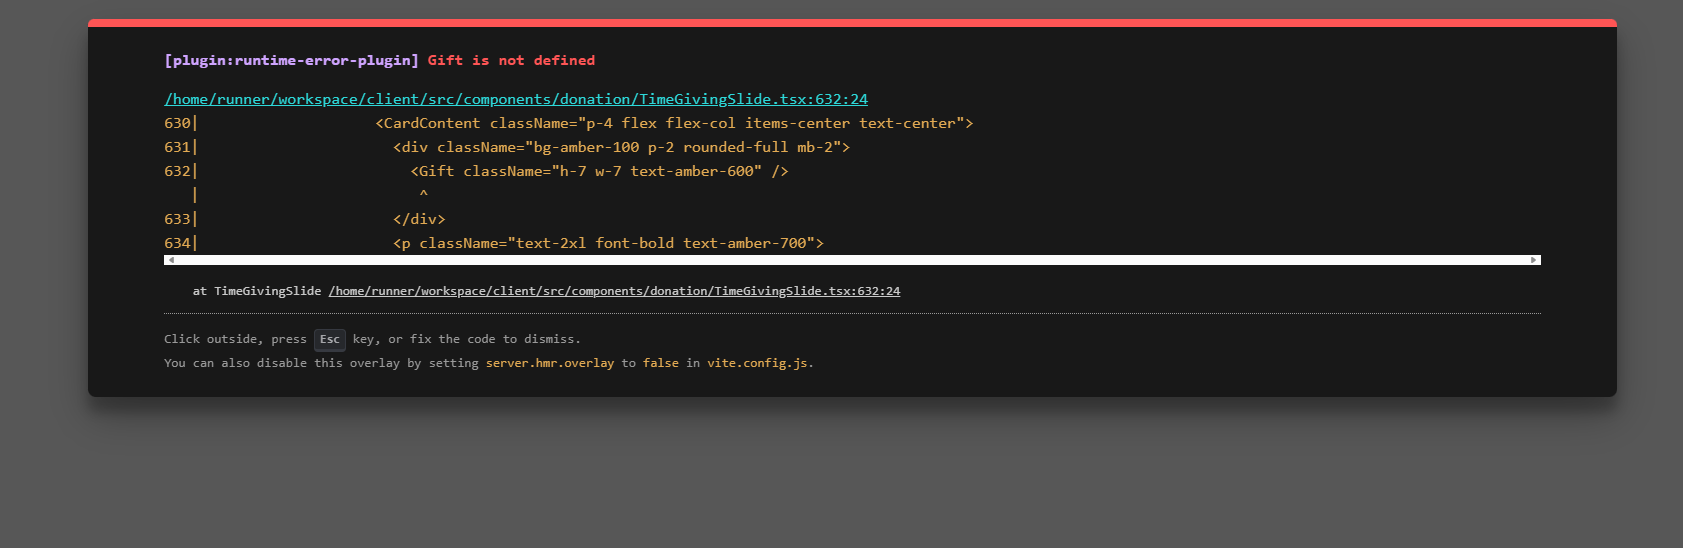 [plugin:runtime-error-plugin] Gift is not defined
/home/runner/workspace/client/src/components/donation/TimeGivingSlide.tsx:632:24
630|                    <CardContent className="p-4 flex flex-col items-center text-center">
631|                      <div className="bg-amber-100 p-2 rounded-full mb-2">
632|                        <Gift className="h-7 w-7 text-amber-600" />
   |                         ^
633|                      </div>
634|                      <p className="text-2xl font-bold text-amber-700">
    at TimeGivingSlide /home/runner/workspace/client/src/components/donation/TimeGivingSlide.tsx:632:24
Click outside, press Esc key, or fix the code to dismiss.
You can also disable this overlay by setting server.hmr.overlay to false in vite.config.js.